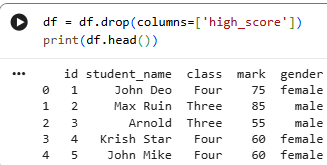 df = df.drop(columns=['high_score'])
print(df.head())
id student_name class mark gender
0 1 John Deo Four 75 female
1 2 Max Ruin Three 85 male
2 3 Arnold Three 55 male
3 4 Krish Star Four 60 female
4 5 John Mike Four 60 female